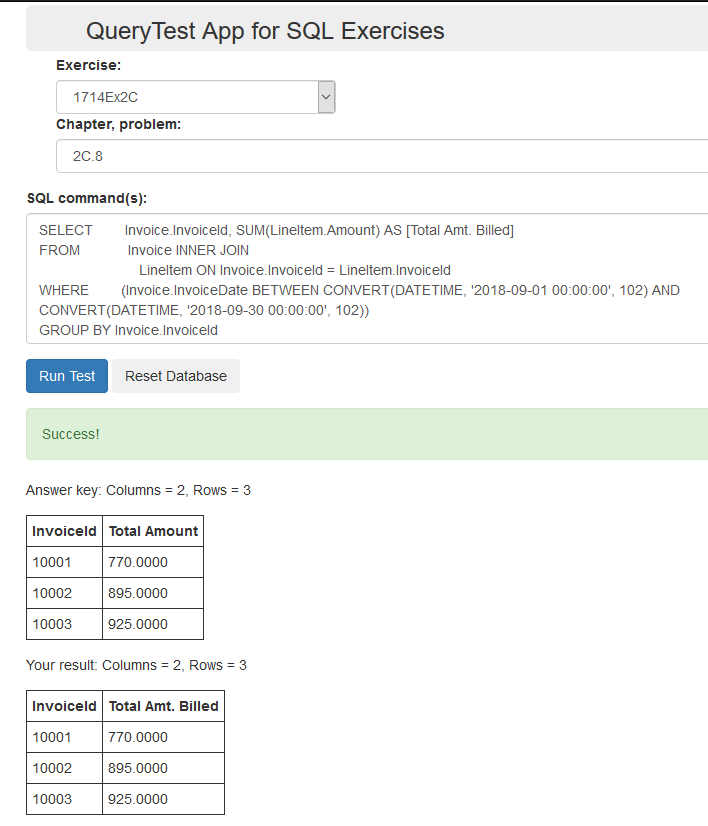 QueryTest App for SQL Exercises
Exercise:
1714Ex2C
Chapter, problem:
2C.8
SQL command(s):
SELECT Invoice.InvoiceId, SUM(LineItem.Amount) AS [Total Amt. Billed]
FROM Invoice INNER JOIN
LineItem ON Invoice.InvoiceId = LineItem.InvoiceId
WHERE (Invoice.InvoiceDate BETWEEN CONVERT(DATETIME, '2018-09-01 00:00:00', 102) AND
CONVERT(DATETIME, '2018-09-30 00:00:00', 102))
GROUP BY Invoice.InvoiceId
Run Test Reset Database
Success!
Answer key: Columns = 2, Rows = 3
InvoiceId Total Amount
10001 770.0000
10002 895.0000
10003 925.0000
Your result: Columns = 2, Rows = 3
InvoiceId Total Amt. Billed
10001 770.0000
10002 895.0000
10003 925.0000